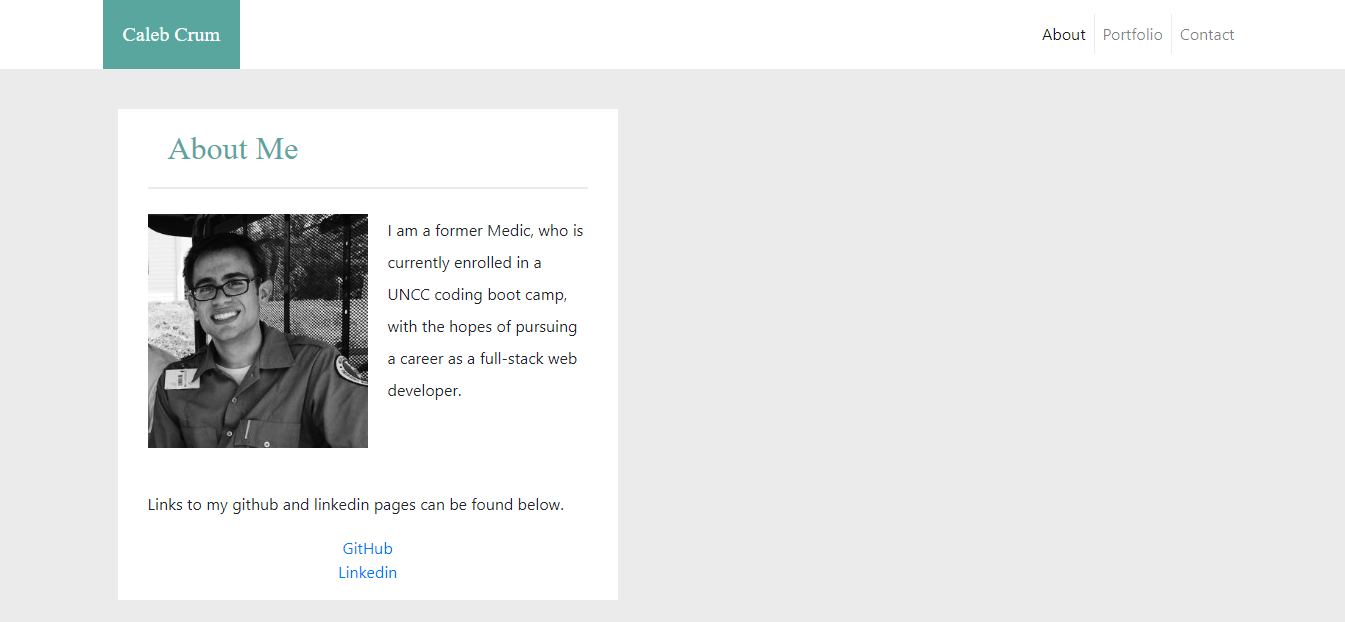 Caleb Crum
About
Portfolio
Contact
About Me
I am a former Medic, who is
currently enrolled in a
UNCC coding boot camp,
with the hopes of pursuing
a career as a full-stack web
developer.
Links to my github and linkedin pages can be found below.
GitHub
Linkedin